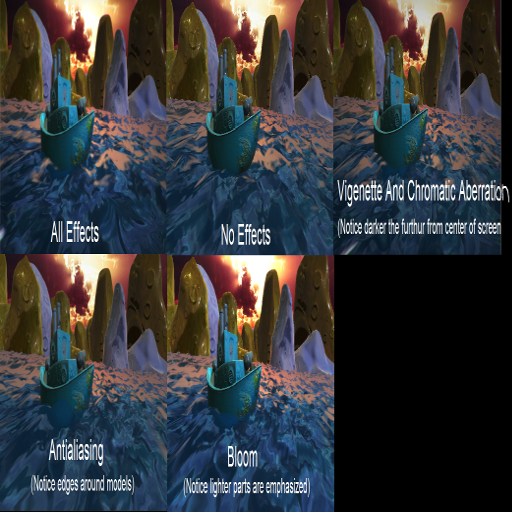 All Effects
No Effects
Vigenette And Chromatic Aberration
(Notice darker the furthur from center of screen
Antialiasing
(Notice edges around models)
Bloom
(Notice lighter parts are emphasized)